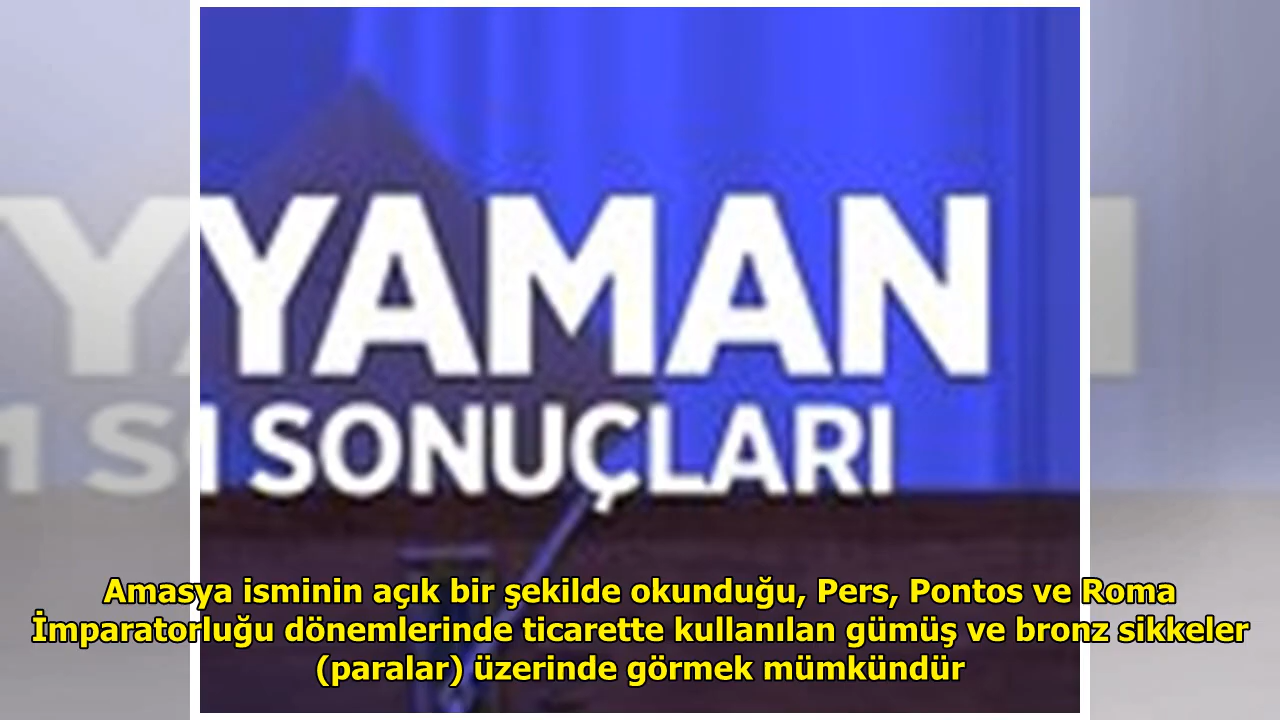 YAMAN
SONUÇLARI
Amasya isminin açık bir şekilde okunduğu, Pers, Pontos ve Roma
İmparatorluğu dönemlerinde ticarette kullanılan gümüş ve bronz sikkeler
(paralar) üzerinde görmek mümkündür